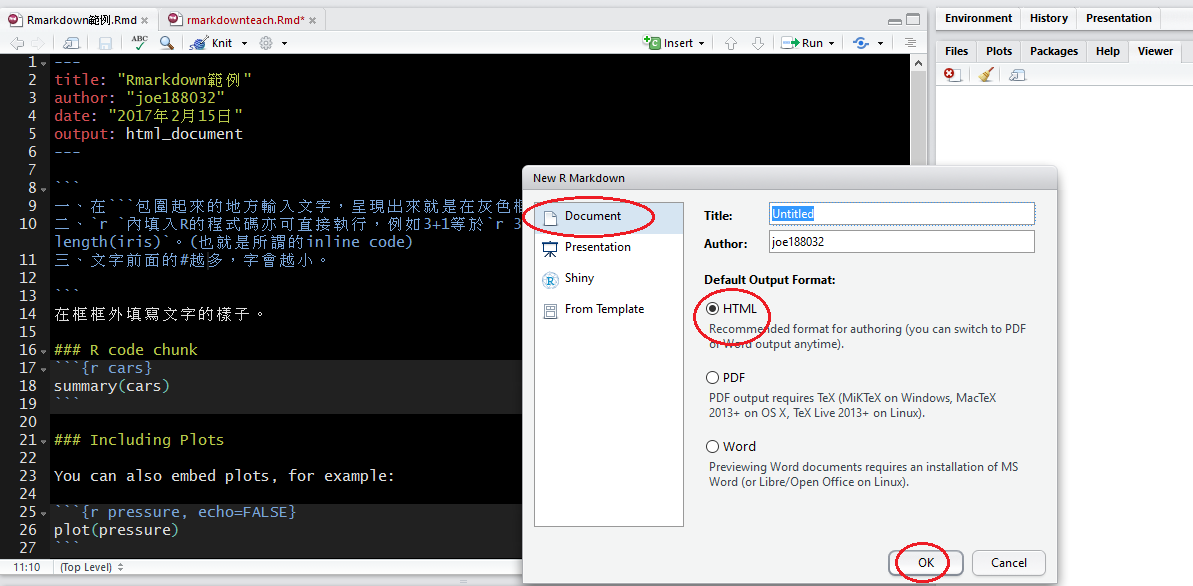 Rmarkdown範例.Rmd
rmarkdownteach.Rmd*
ABC
Knit
Insert
Run
1 ---
2 title: "Rmarkdown範例"
3 author: "joe188032"
4 date: "2017年2月15日"
5 output: html_document
6 ---
7
8 ```
9 一、在```包圍起來的地方輸入文字，呈現出來就是在灰色框
10 二、`r `內填入R的程式碼亦可直接執行，例如3+1等於`r 3
length(iris)`。(也就是所謂的inline code)
11 三、文字前面的#越多，字會越小。
12
13 ```
14 在框框外填寫文字的樣子。
15
16 ### R code chunk
17 ```{r cars}
18 summary(cars)
19 ```
20
21 ### Including Plots
22
23 You can also embed plots, for example:
24
25 ```{r pressure, echo=FALSE}
26 plot(pressure)
27 ```
11:10 (Top Level)
Environment History Presentation
Files Plots Packages Help Viewer
New R Markdown
Document
Presentation
Shiny
From Template
Title: Untitled
Author: joe188032
Default Output Format:
HTML
Recommended format for authoring (you can switch to PDF
or Word output anytime).
PDF
PDF output requires TeX (MiKTeX on Windows, MacTeX
2013+ on OS X, TeX Live 2013+ on Linux).
Word
Previewing Word documents requires an installation of MS
Word (or Libre/Open Office on Linux).
OK Cancel